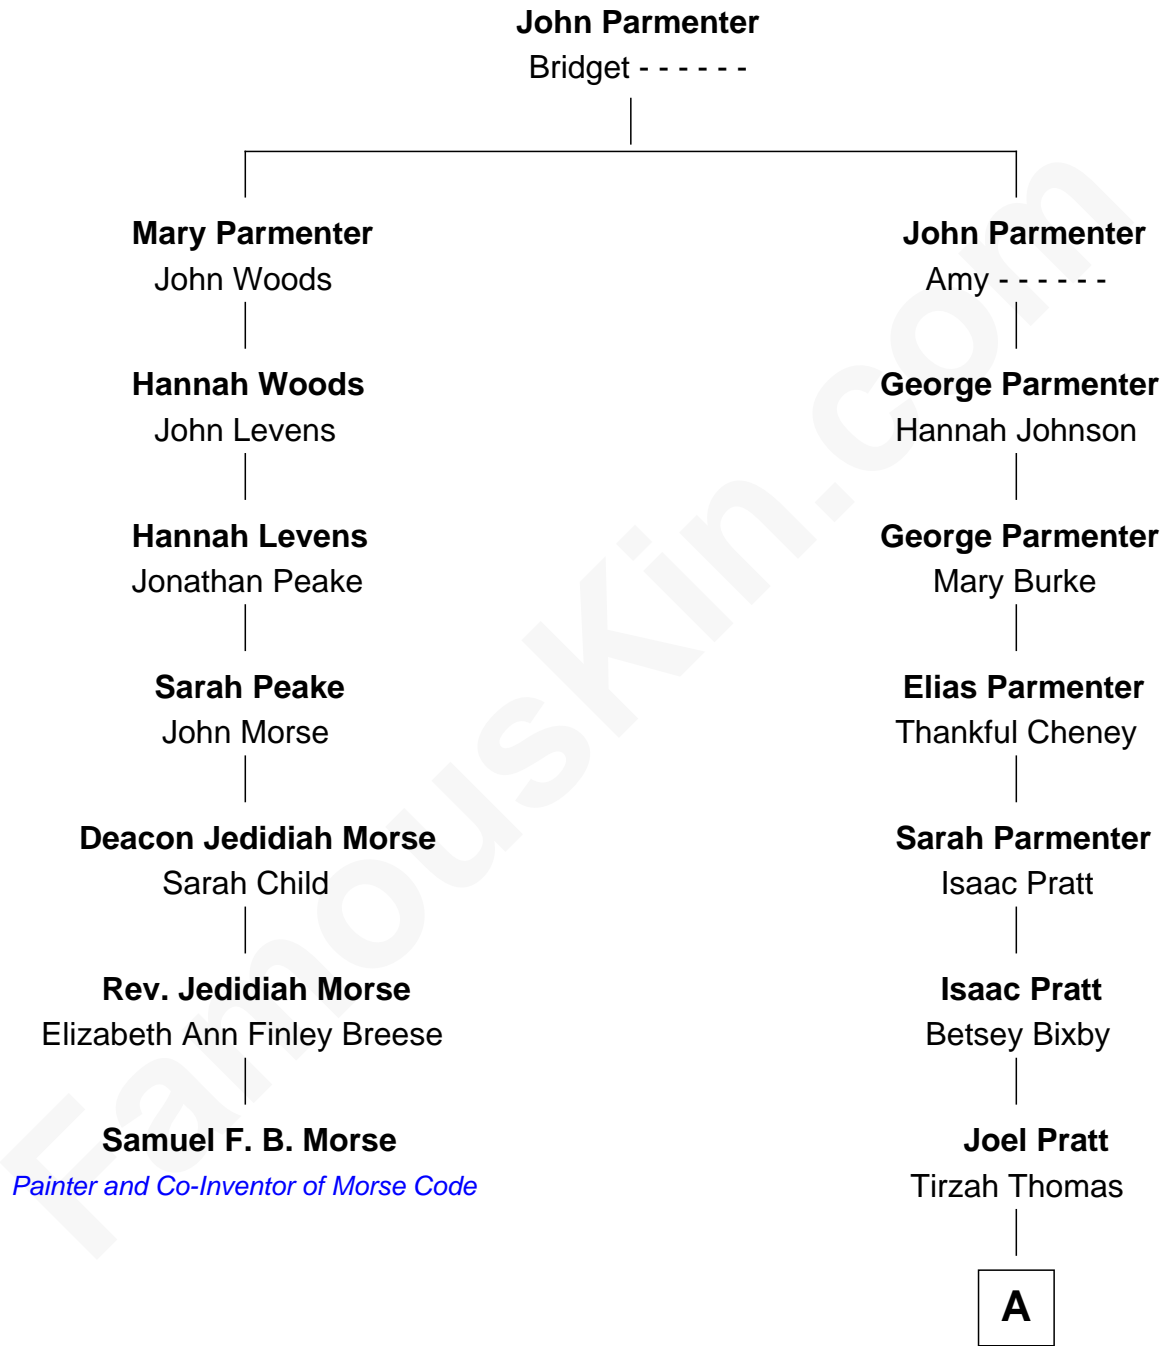 John Parmenter
Bridget - - - - - -
Mary Parmenter
John Woods
Hannah Woods
John Levens
Hannah Levens
Jonathan Peake
Sarah Peake
John Morse
Deacon Jedidiah Morse
Sarah Child
Rev. Jedidiah Morse
Elizabeth Ann Finley Breese
Samuel F. B. Morse
Painter and Co-Inventor of Morse Code
John Parmenter
Amy - - - - - -
George Parmenter
Hannah Johnson
George Parmenter
Mary Burke
Elias Parmenter
Thankful Cheney
Sarah Parmenter
Isaac Pratt
Isaac Pratt
Betsey Bixby
Joel Pratt
Tirzah Thomas
A
FamousKin.com